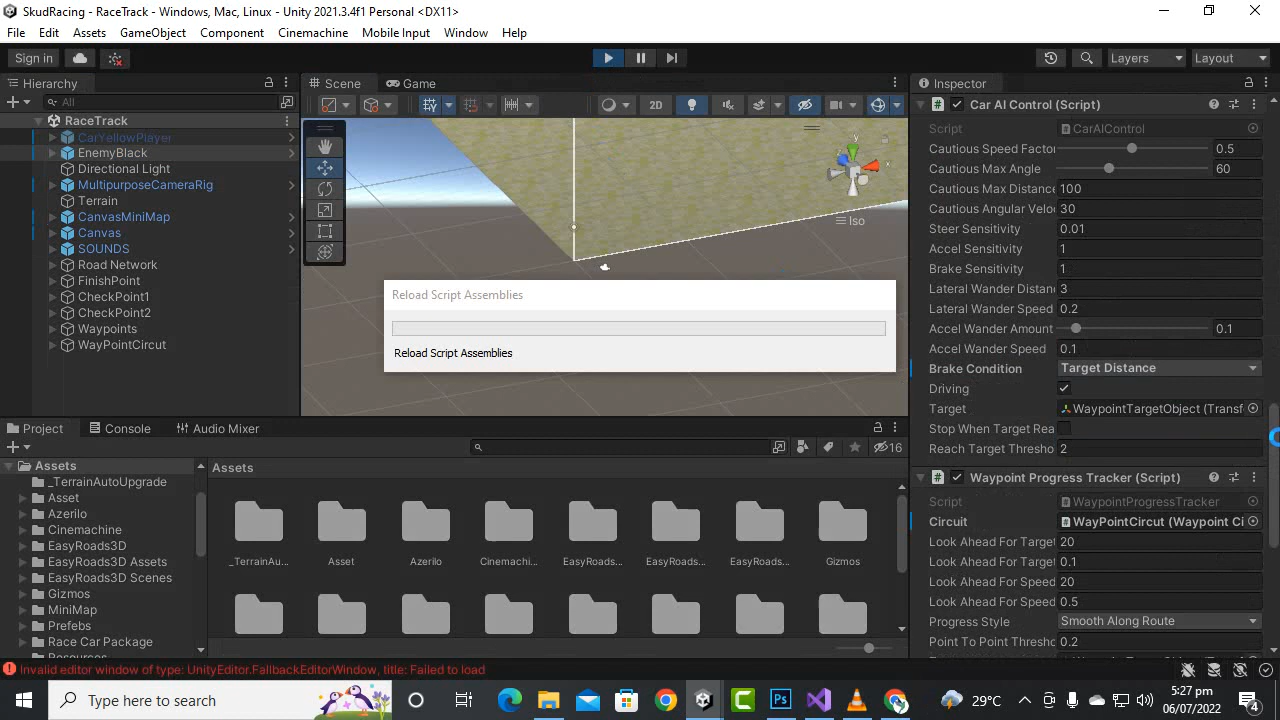 SkudRacing - RaceTrack - Windows, Mac, Linux - Unity 2021.3.4f1 Personal <DX11>
File Edit Assets GameObject Component Cinemachine Mobile Input Window Help
Sign in Layers Layout
Hierarchy
All
RaceTrack
CarYellowPlayer
EnemyBlack
Directional Light
MultipurposeCameraRig
Terrain
CanvasMiniMap
Canvas
SOUNDS
Road Network
FinishPoint
CheckPoint1
CheckPoint2
Waypoints
WayPointCircut
Scene Game
2D
y
x
Iso
Reload Script Assemblies
Reload Script Assemblies
Inspector
Car AI Control (Script)
Script CarAIControl
Cautious Speed Factor 0.5
Cautious Max Angle 60
Cautious Max Distance 100
Cautious Angular Veloc 30
Steer Sensitivity 0.01
Accel Sensitivity 1
Brake Sensitivity 1
Lateral Wander Distanc 3
Lateral Wander Speed 0.2
Accel Wander Amount 0.1
Accel Wander Speed 0.1
Brake Condition Target Distance
Driving
Target WaypointTargetObject (Transf
Stop When Target Rea
Reach Target Thresho 2
Waypoint Progress Tracker (Script)
Script WaypointProgressTracker
Circuit WayPointCircut (Waypoint Ci
Look Ahead For Target 20
Look Ahead For Target 0.1
Look Ahead For Speed 20
Look Ahead For Speed 0.5
Progress Style Smooth Along Route
Point To Point Thresho 0.2
Project Console Audio Mixer
16
Assets
_TerrainAutoUpgrade
Asset
Azerilo
Cinemachine
EasyRoads3D
EasyRoads3D Assets
EasyRoads3D Scenes
Gizmos
MiniMap
Prefebs
Race Car Package
Resources
Assets
_TerrainAu... Asset Azerilo Cinemachi... EasyRoads... EasyRoads... EasyRoads... Gizmos
Invalid editor window of type: UnityEditor.FallbackEditorWindow, title: Failed to load
Type here to search
29°C
06/07/2022
4